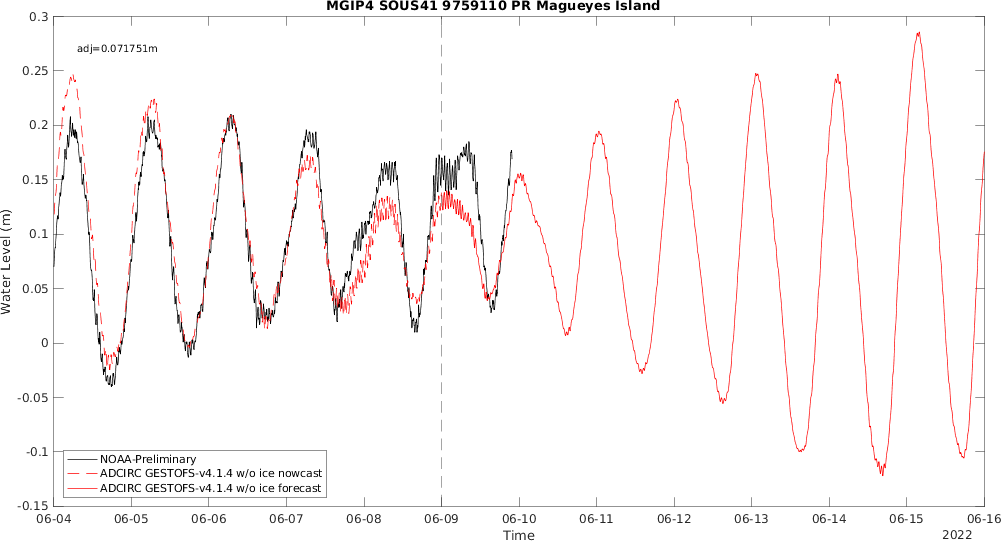 MGIP4 SOUS41 9759110 PR Magueyes Island
adj=0.071751m
0.3
0.25
0.2
0.15
0.1
0.05
0
-0.05
-0.1
-0.15
Water Level (m)
NOAA-Preliminary
ADCIRC GESTOFS-v4.1.4 w/o ice nowcast
ADCIRC GESTOFS-v4.1.4 w/o ice forecast
06-04 06-05 06-06 06-07 06-08 06-09 06-10 06-11 06-12 06-13 06-14 06-15 06-16
Time
2022